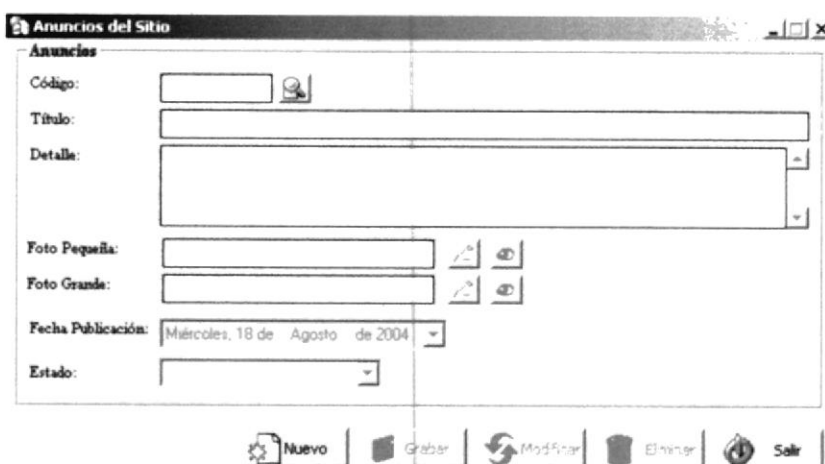 Anuncios del Sitio
Anuncios
Código:
Título:
Detalle:
Foto Pequeña:
Foto Grande:
Fecha Publicación: Miércoles, 18 de Agosto de 2004
Estado:
Nuevo Grabar Modificar Eliminar Salir